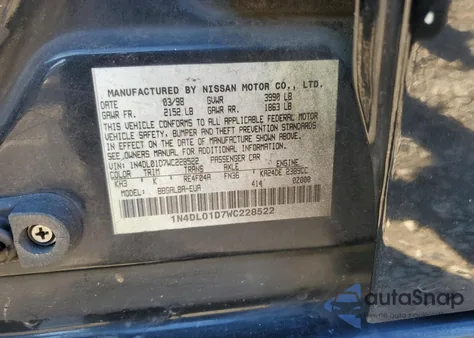 MANUFACTURED BY NISSAN MOTOR CO., LTD.
DATE 03/98 GVWR 3990 LB
GAWR FR. 2152 LB GAWR RR. 1863 LB
THIS VEHICLE CONFORMS TO ALL APPLICABLE FEDERAL MOTOR
VEHICLE SAFETY, BUMPER AND THEFT PREVENTION STANDARDS
IN EFFECT ON THE DATE OF MANUFACTURE SHOWN ABOVE.
SEE OWNERS MANUAL FOR ADDITIONAL INFORMATION.
VIN: 1N4DL01D7WC228522 PASSENGER CAR
COLOR TRIM TRANS AXLE ENGINE
KH3 RE4F04A FN36 KA24DE 2389CC
MODEL: 414 02000
1N4DL01D7WC228522
autoSnap